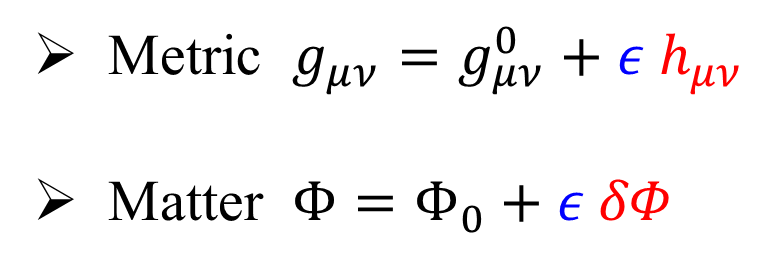 ➢ Metric g_{μν} = g^0_{μν} + ϵ h_{μν}
➢ Matter Φ = Φ_0 + ϵ δΦ